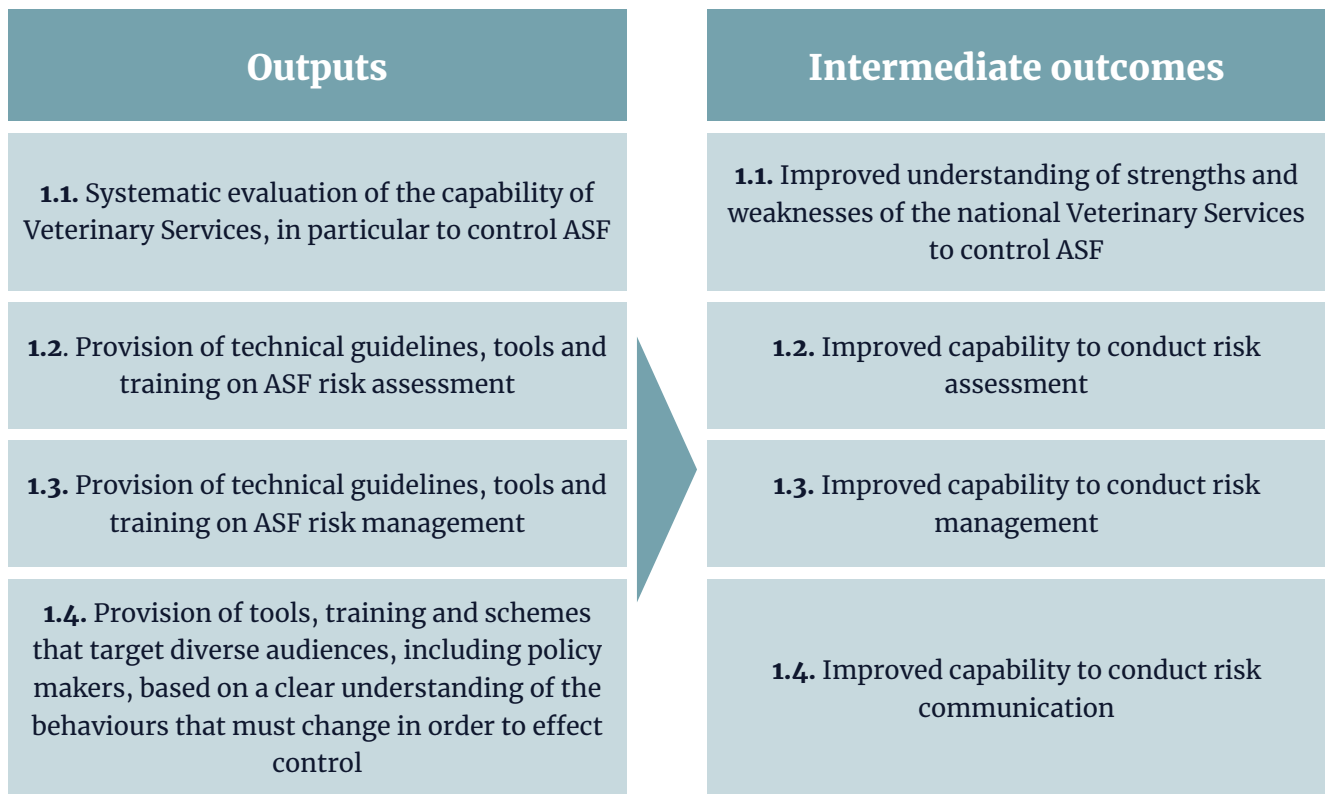 Outputs
1.1. Systematic evaluation of the capability of
Veterinary Services, in particular to control ASF
1.2. Provision of technical guidelines, tools and
training on ASF risk assessment
1.3. Provision of technical guidelines, tools and
training on ASF risk management
1.4. Provision of tools, training and schemes
that target diverse audiences, including policy
makers, based on a clear understanding of the
behaviours that must change in order to effect
control
Intermediate outcomes
1.1. Improved understanding of strengths and
weaknesses of the national Veterinary Services
to control ASF
1.2. Improved capability to conduct risk
assessment
1.3. Improved capability to conduct risk
management
1.4. Improved capability to conduct risk
communication